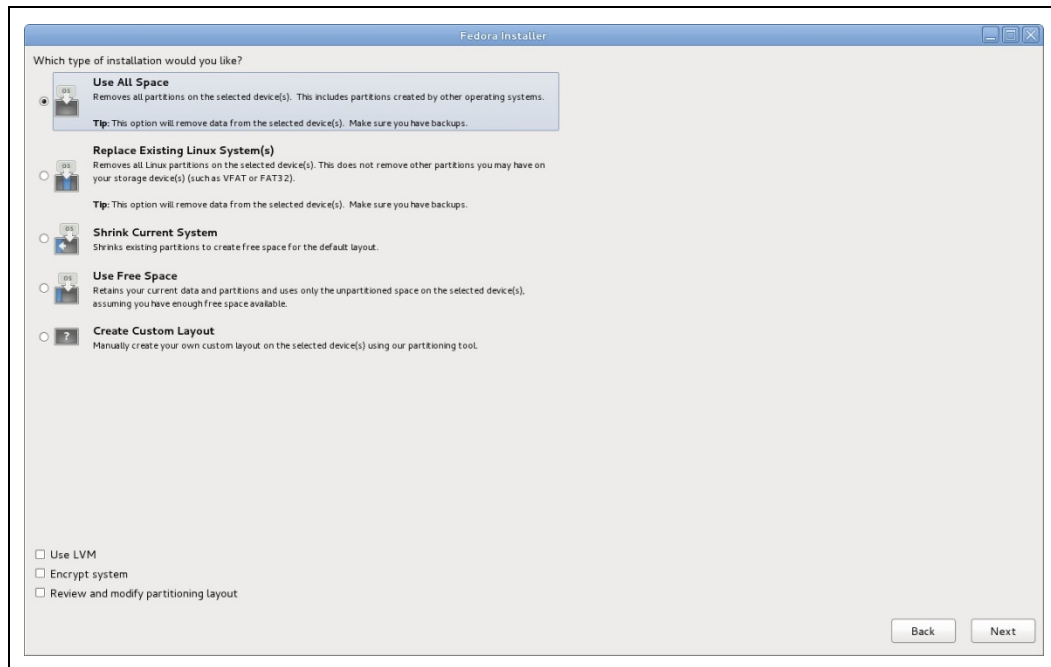 Fedora Installer
Which type of installation would you like?
Use All Space
Removes all partitions on the selected device(s). This includes partitions created by other operating systems.
Tip: This option will remove data from the selected device(s). Make sure you have backups.
Replace Existing Linux System(s)
Removes all Linux partitions on the selected device(s). This does not remove other partitions you may have on
your storage device(s) (such as VFAT or FAT32).
Tip: This option will remove data from the selected device(s). Make sure you have backups.
Shrink Current System
Shrinks existing partitions to create free space for the default layout.
Use Free Space
Retains your current data and partitions and uses only the unpartitioned space on the selected device(s),
assuming you have enough free space available.
Create Custom Layout
Manually create your own custom layout on the selected device(s) using our partitioning tool.
OS
OS
OS
OS
?
Use LVM
Encrypt system
Review and modify partitioning layout
Back
Next